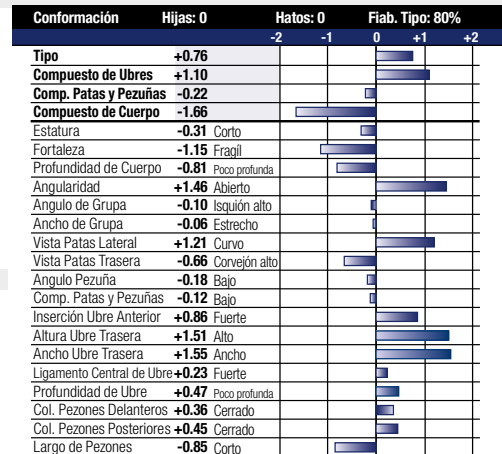 Conformación Hijas: 0 Hatos: 0 Fiab. Tipo: 80%
-2 -1 0 +1 +2
Tipo +0.76
Compuesto de Ubres +1.10
Comp. Patas y Pezuñas -0.22
Compuesto de Cuerpo -1.66
Estatura -0.31 Corto
Fortaleza -1.15 Fragíl
Profundidad de Cuerpo -0.81 Poco profunda
Angularidad +1.46 Abierto
Angulo de Grupa -0.10 Isquión alto
Ancho de Grupa -0.06 Estrecho
Vista Patas Lateral +1.21 Curvo
Vista Patas Trasera -0.66 Corvejón alto
Angulo Pezuña -0.18 Bajo
Comp. Patas y Pezuñas -0.12 Bajo
Inserción Ubre Anterior +0.86 Fuerte
Altura Ubre Trasera +1.51 Alto
Ancho Ubre Trasera +1.55 Ancho
Ligamento Central de Ubre +0.23 Fuerte
Profundidad de Ubre +0.47 Poco profunda
Col. Pezones Delanteros +0.36 Cerrado
Col. Pezones Posteriores +0.45 Cerrado
Largo de Pezones -0.85 Corto